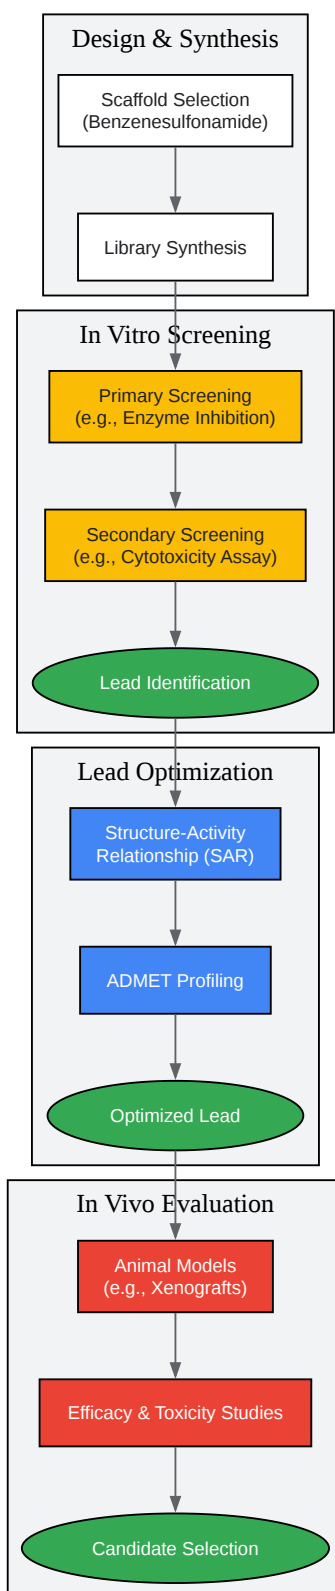 Design & Synthesis
Scaffold Selection
(Benzenesulfonamide)
Library Synthesis
In Vitro Screening
Primary Screening
(e.g., Enzyme Inhibition)
Secondary Screening
(e.g., Cytotoxicity Assay)
Lead Identification
Lead Optimization
Structure-Activity
Relationship (SAR)
ADMET Profiling
Optimized Lead
In Vivo Evaluation
Animal Models
(e.g., Xenografts)
Efficacy & Toxicity Studies
Candidate Selection